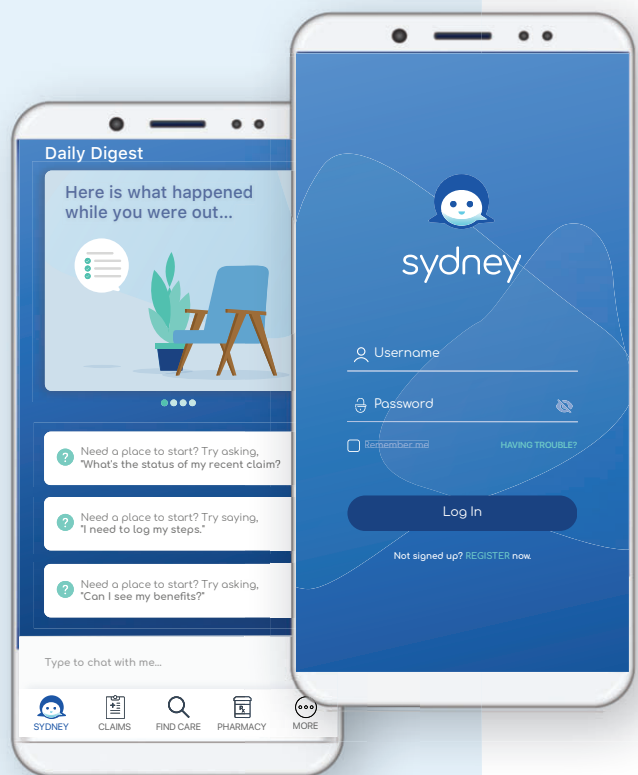 Daily Digest
Here is what happened
while you were out...
Need a place to start? Try asking,
"What's the status of my recent claim?
Need a place to start? Try saying,
"I need to log my steps."
Need a place to start? Try asking,
"Can I see my benefits?"
Type to chat with me...
SYDNEY
CLAIMS
FIND CARE
PHARMACY
MORE
sydney
Username
Password
Remember me
HAVING TROUBLE?
Log In
Not signed up? REGISTER now.